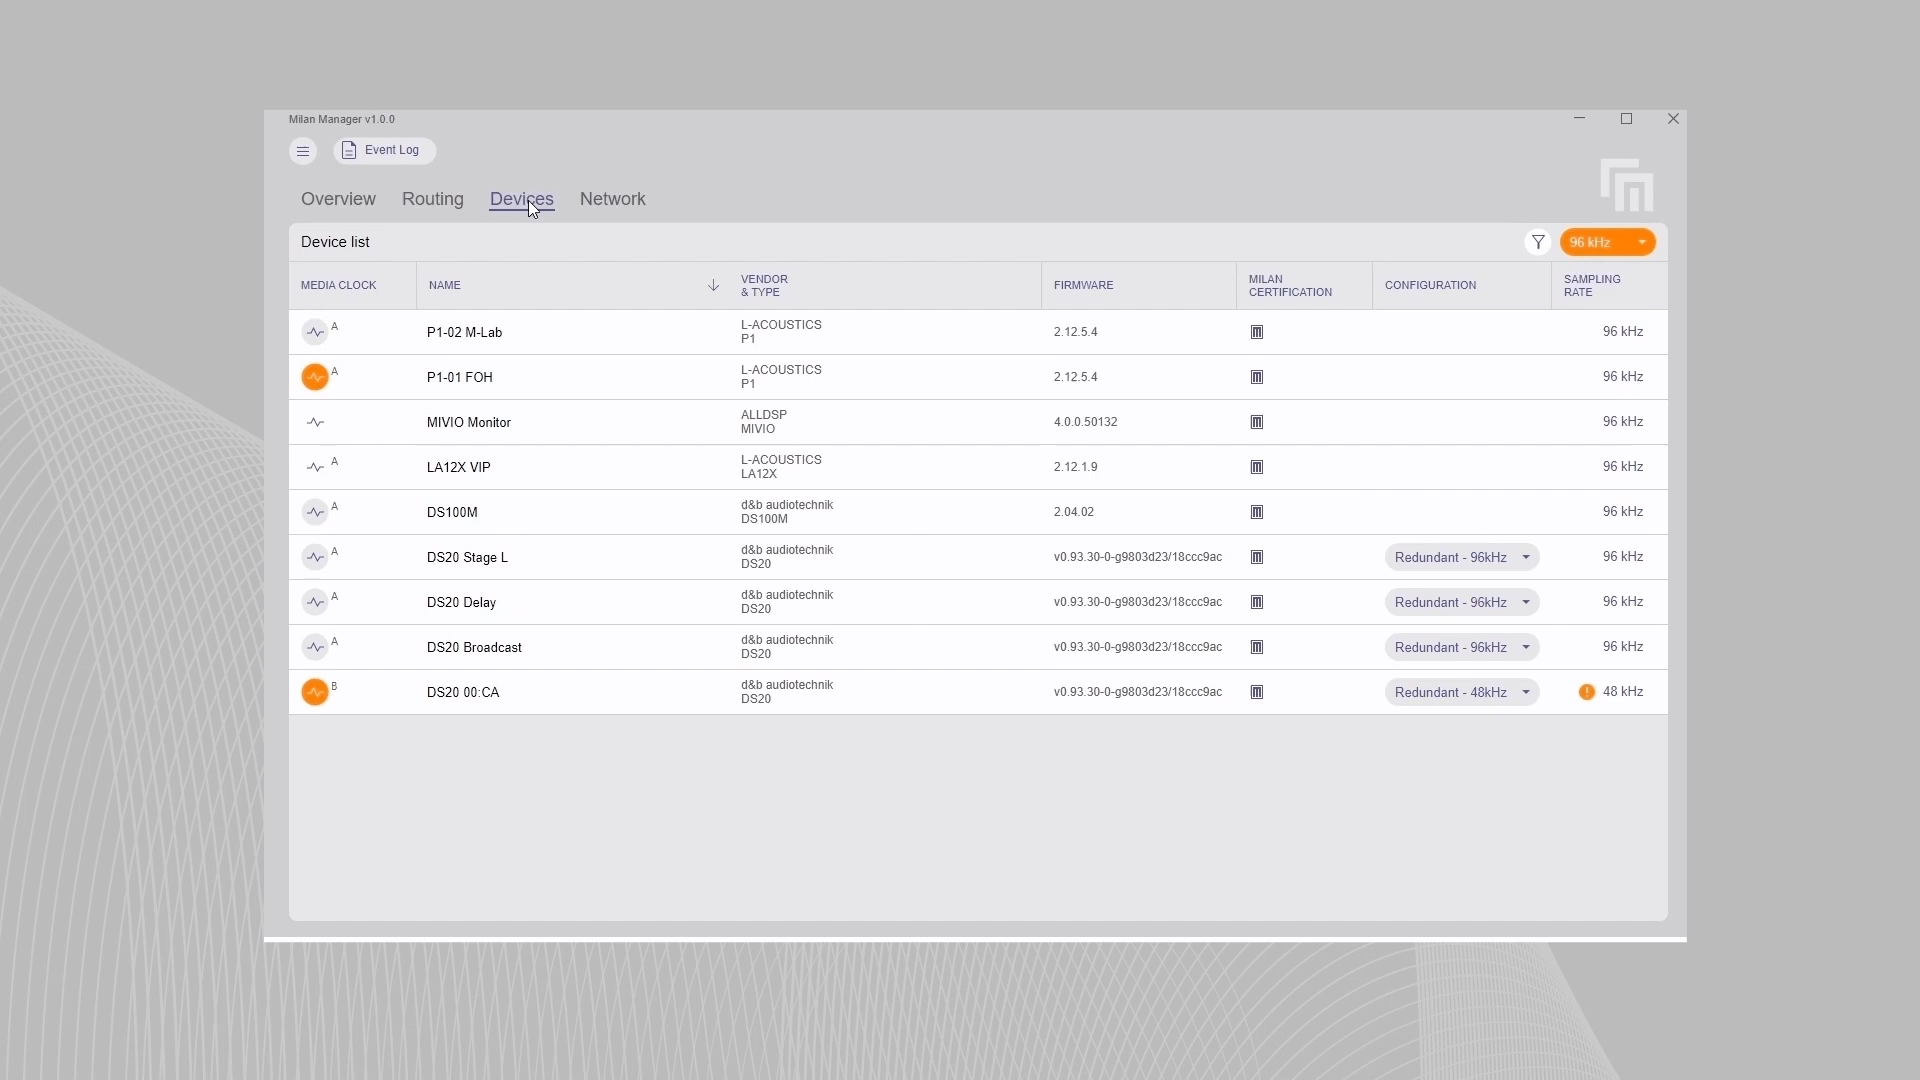 Milan Manager v1.0.0
Event Log
Overview Routing Devices Network
Device list 96 kHz
MEDIA CLOCK NAME VENDOR & TYPE FIRMWARE MILAN CERTIFICATION CONFIGURATION SAMPLING RATE
A P1-02 M-Lab L-ACOUSTICS P1 2.12.5.4 96 kHz
A P1-01 FOH L-ACOUSTICS P1 2.12.5.4 96 kHz
MIVIO Monitor ALLDSP MIVIO 4.0.0.50132 96 kHz
A LA12X VIP L-ACOUSTICS LA12X 2.12.1.9 96 kHz
A DS100M d&b audiotechnik DS100M 2.04.02 96 kHz
A DS20 Stage L d&b audiotechnik DS20 v0.93.30-0-g9803d23/18ccc9ac Redundant - 96kHz 96 kHz
A DS20 Delay d&b audiotechnik DS20 v0.93.30-0-g9803d23/18ccc9ac Redundant - 96kHz 96 kHz
A DS20 Broadcast d&b audiotechnik DS20 v0.93.30-0-g9803d23/18ccc9ac Redundant - 96kHz 96 kHz
B DS20 00:CA d&b audiotechnik DS20 v0.93.30-0-g9803d23/18ccc9ac Redundant - 48kHz 48 kHz